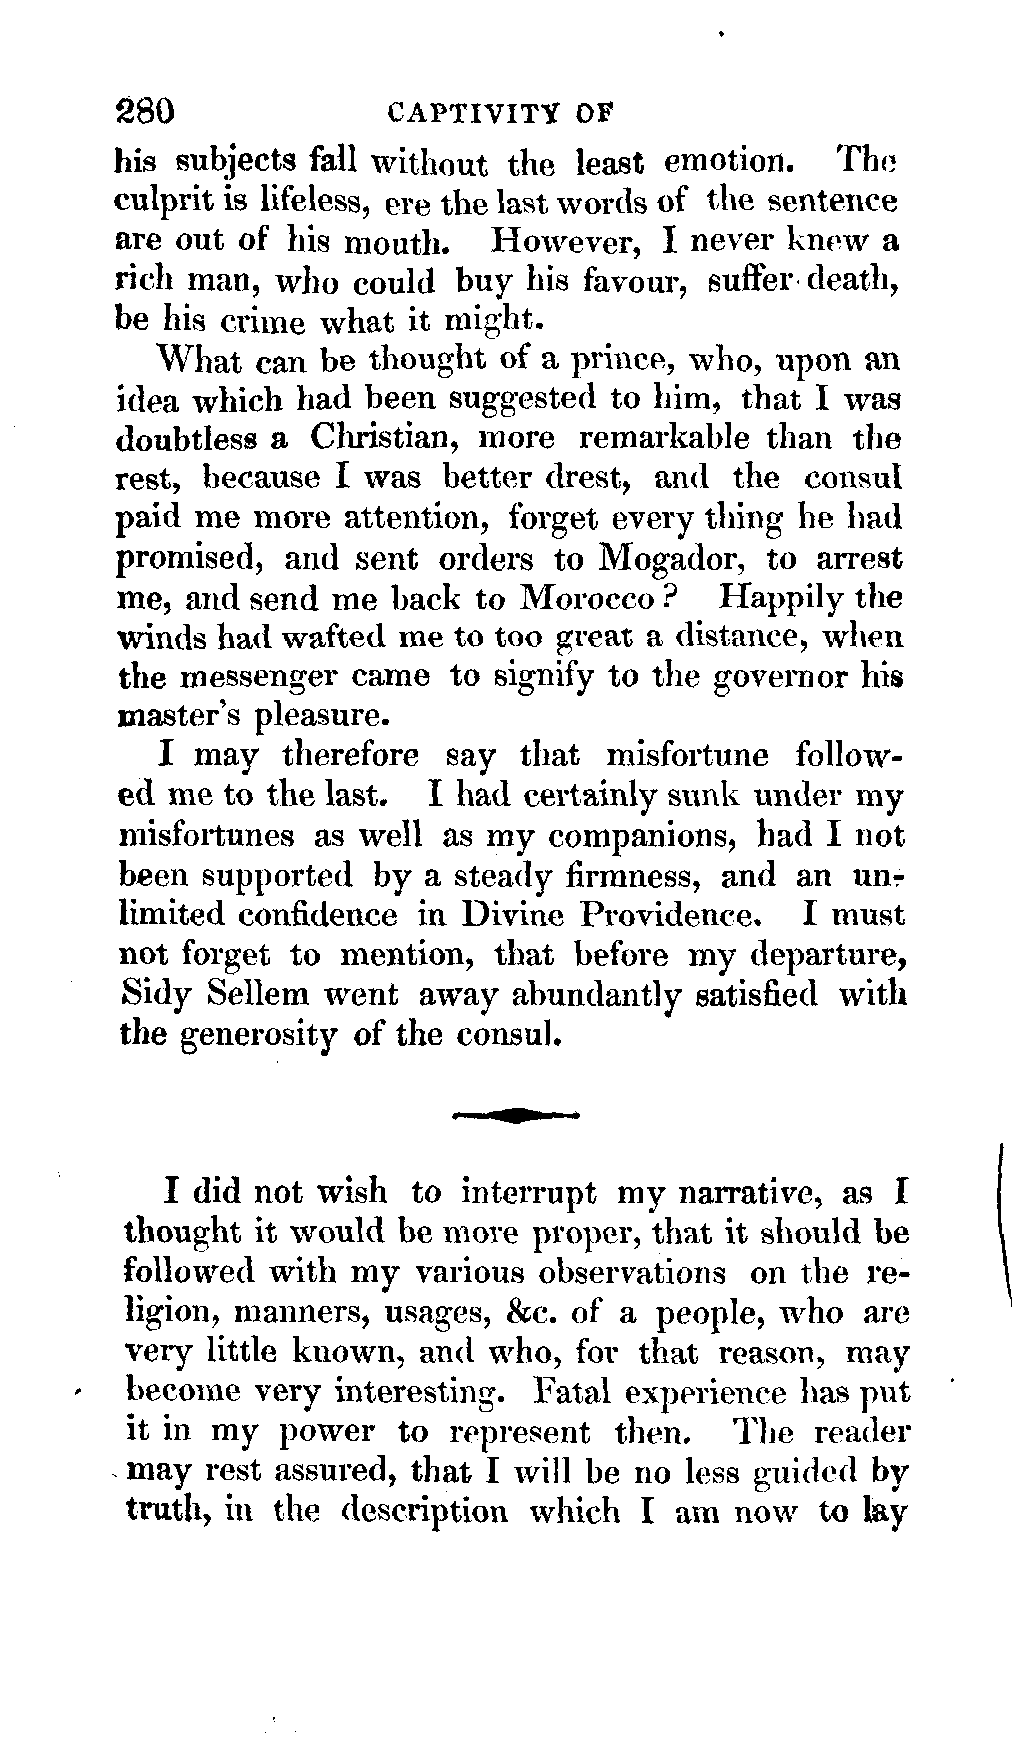 280 CAPTIVITY OF
his subjects fall without the least emotion. The
culprit is lifeless, ere the last words of the sentence
are out of his mouth. However, I never knew a
rich man, who could buy his favour, suffer death,
be his crime what it might.
What can be thought of a prince, who, upon an
idea which had been suggested to him, that I was
doubtless a Christian, more remarkable than the
rest, because I was better drest, and the consul
paid me more attention, forget every thing he had
promised, and sent orders to Mogador, to arrest
me, and send me back to Morocco? Happily the
winds had wafted me to too great a distance, when
the messenger came to signify to the governor his
master's pleasure.
I may therefore say that misfortune follow-
ed me to the last. I had certainly sunk under my
misfortunes as well as my companions, had I not
been supported by a steady firmness, and an un-
limited confidence in Divine Providence. I must
not forget to mention, that before my departure,
Sidy Sellem went away abundantly satisfied with
the generosity of the consul.
I did not wish to interrupt my narrative, as I
thought it would be more proper, that it should be
followed with my various observations on the re-
ligion, manners, usages, &c. of a people, who are
very little known, and who, for that reason, may
become very interesting. Fatal experience has put
it in my power to represent then. The reader
may rest assured, that I will be no less guided by
truth, in the description which I am now to lay